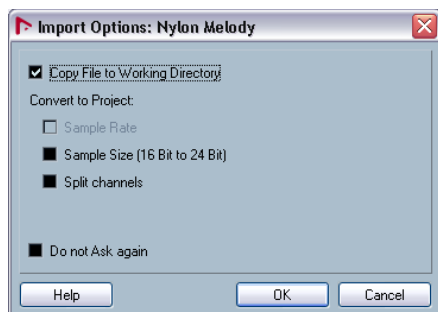 Import Options: Nylon Melody
Copy File to Working Directory
Convert to Project:
Sample Rate
Sample Size (16 Bit to 24 Bit)
Split channels
Do not Ask again
Help OK Cancel